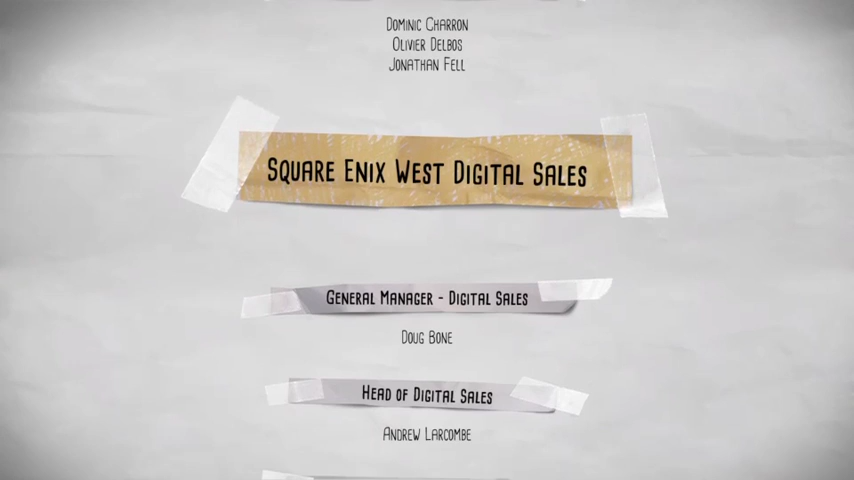 Dominic Charron
Olivier Delbos
Jonathan Fell
Square Enix West Digital Sales
General Manager - Digital Sales
Doug Bone
Head of Digital Sales
Andrew Larcombe